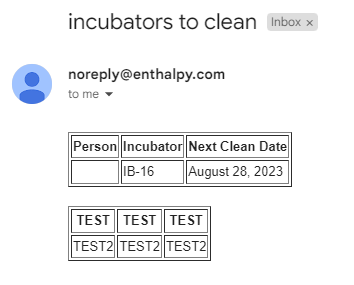 incubators to clean Inbox ×
noreply@enthalpy.com
to me
Person Incubator Next Clean Date
IB-16 August 28, 2023
TEST TEST TEST
TEST2 TEST2 TEST2